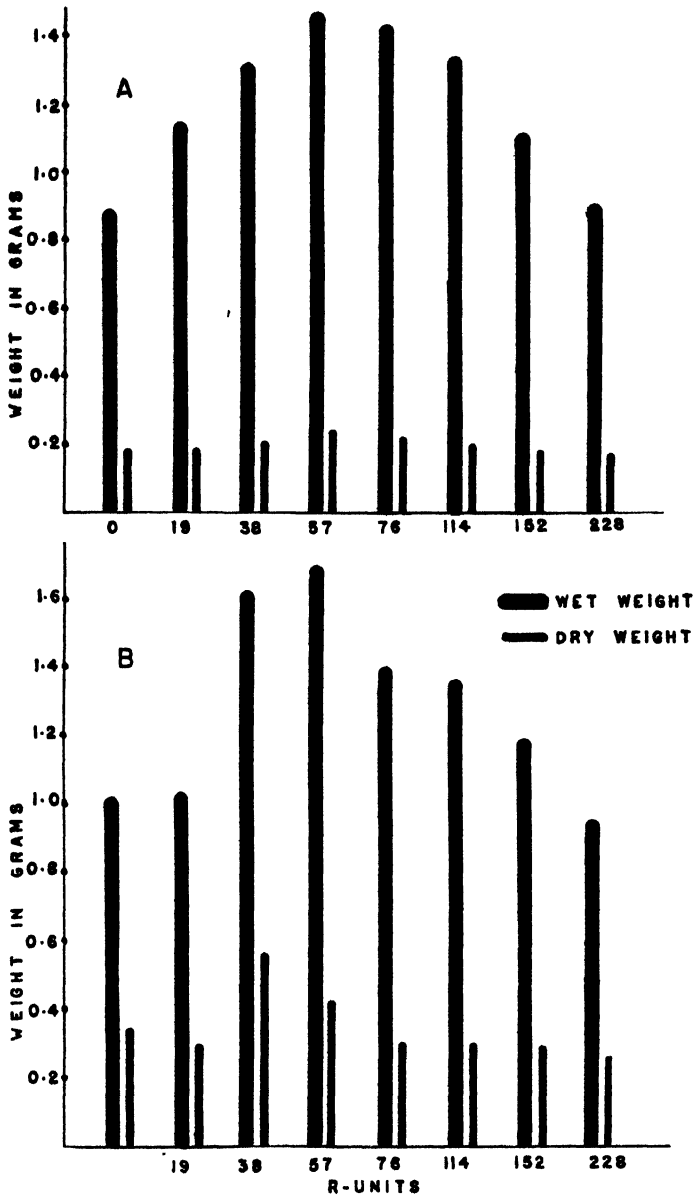 A
WEIGHT IN GRAMS
1.4
1.2
1.0
0.8
0.6
0.4
0.2
0 19 38 57 76 114 152 228
B
WET WEIGHT
DRY WEIGHT
WEIGHT IN GRAMS
1.6
1.4
1.2
1.0
0.8
0.6
0.4
0.2
19 38 57 76 114 152 228
R-UNITS